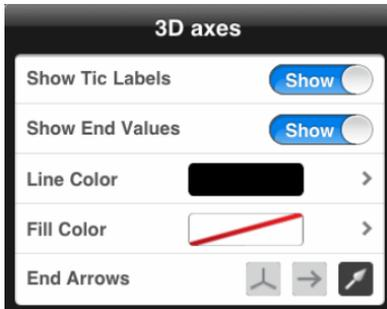 3D axes
Show Tic Labels Show
Show End Values Show
Line Color
Fill Color
End Arrows